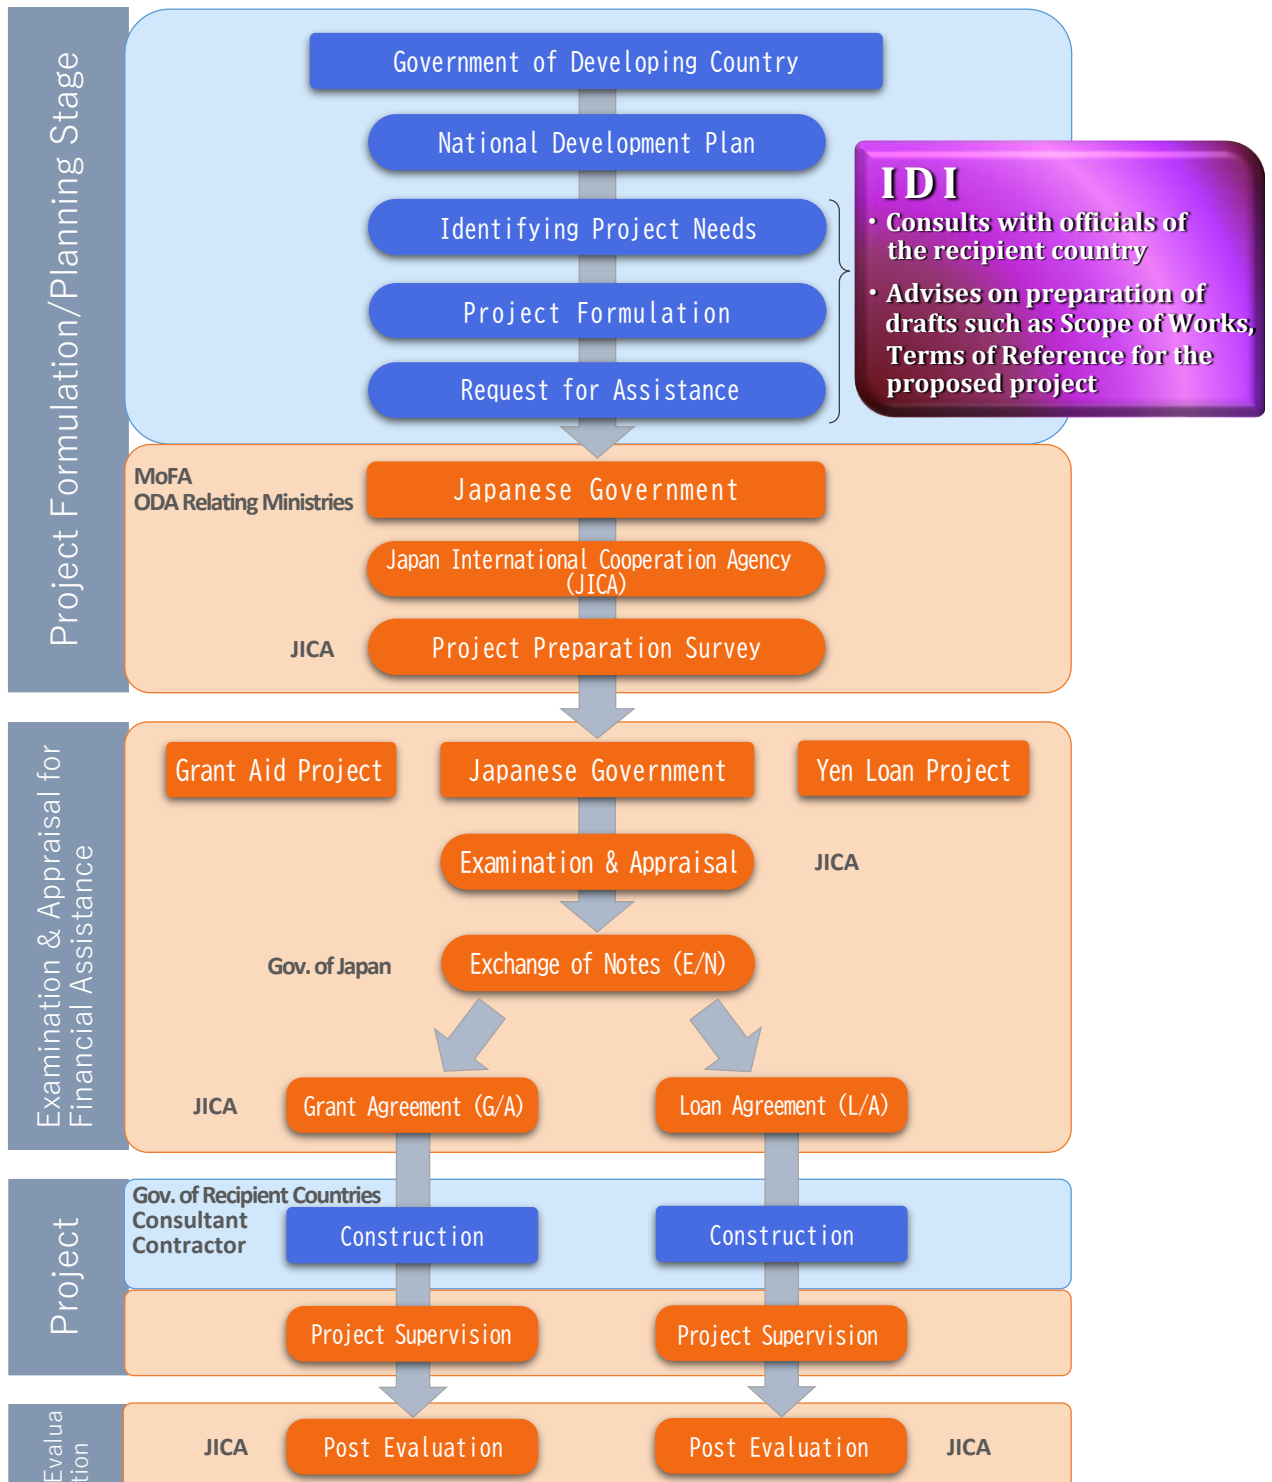 Project Formulation/Planning Stage
Government of Developing Country
National Development Plan
Identifying Project Needs
Project Formulation
Request for Assistance
IDI
・Consults with officials of
the recipient country
・Advises on preparation of
drafts such as Scope of Works,
Terms of Reference for the
proposed project
MoFA
ODA Relating Ministries
Japanese Government
Japan International Cooperation Agency
(JICA)
JICA
Project Preparation Survey
Examination & Appraisal for
Financial Assistance
Grant Aid Project
Japanese Government
Yen Loan Project
Examination & Appraisal
JICA
Gov. of Japan
Exchange of Notes (E/N)
JICA
Grant Agreement (G/A)
Loan Agreement (L/A)
Project
Gov. of Recipient Countries
Consultant
Contractor
Construction
Construction
Project Supervision
Project Supervision
Evalua
tion
JICA
Post Evaluation
Post Evaluation
JICA